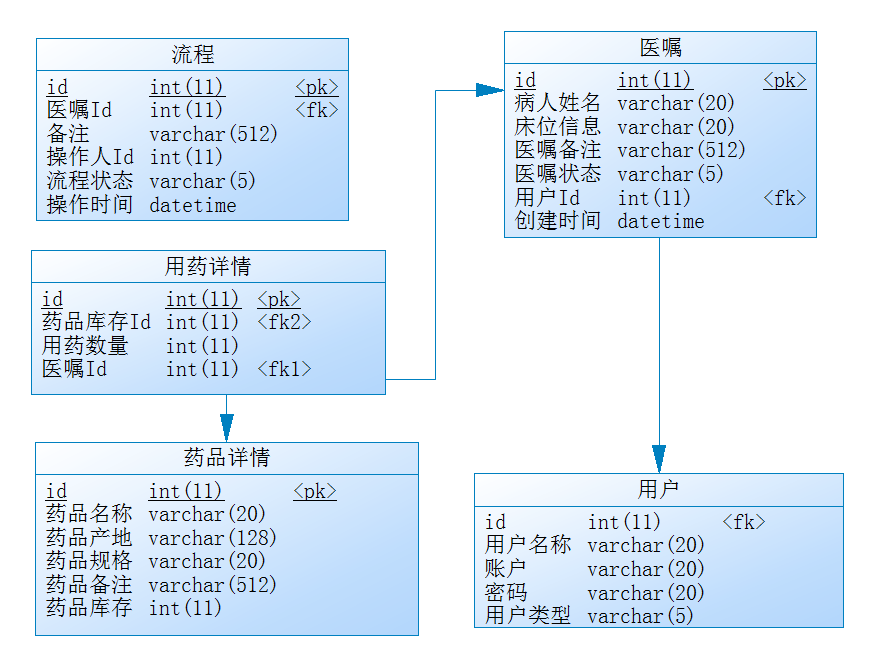 流程
id int(11) <pk>
医嘱Id int(11) <fk>
备注 varchar(512)
操作人Id int(11)
流程状态 varchar(5)
操作时间 datetime
医嘱
id int(11) <pk>
病人姓名 varchar(20)
床位信息 varchar(20)
医嘱备注 varchar(512)
医嘱状态 varchar(5)
用户Id int(11) <fk>
创建时间 datetime
用药详情
id int(11) <pk>
药品库存Id int(11) <fk2>
用药数量 int(11)
医嘱Id int(11) <fk1>
药品详情
id int(11) <pk>
药品名称 varchar(20)
药品产地 varchar(128)
药品规格 varchar(20)
药品备注 varchar(512)
药品库存 int(11)
用户
id int(11) <fk>
用户名称 varchar(20)
账户 varchar(20)
密码 varchar(20)
用户类型 varchar(5)